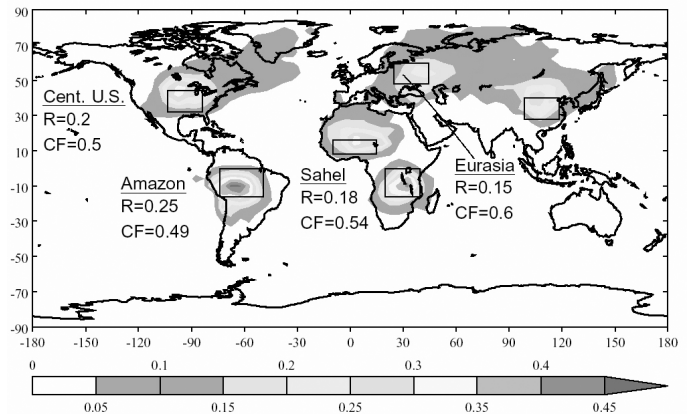 90
70
50
30
10
-10
-30
-50
-70
-90
Cent. U.S.
R=0.2
CF=0.5
Amazon
R=0.25
CF=0.49
Sahel
R=0.18
CF=0.54
Eurasia
R=0.15
CF=0.6
-180 -150 -120 -90 -60 -30 0 30 60 90 120 150 180
0 0.1 0.2 0.3 0.4
0.05 0.15 0.25 0.35 0.45